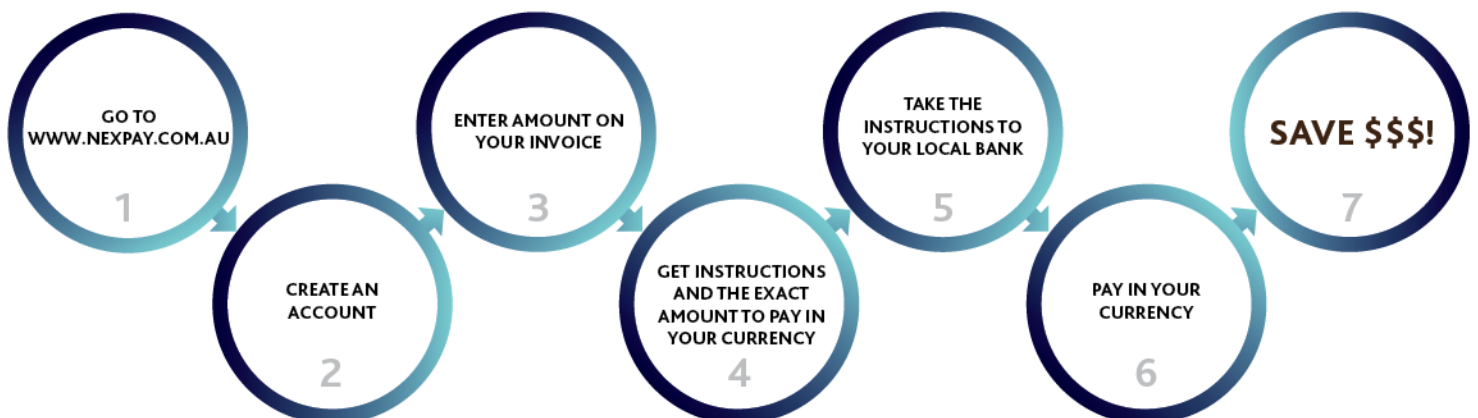 GO TO
WWW.NEXPAY.COM.AU
1
CREATE AN
ACCOUNT
2
ENTER AMOUNT ON
YOUR INVOICE
3
GET INSTRUCTIONS
AND THE EXACT
AMOUNT TO PAY IN
YOUR CURRENCY
4
TAKE THE
INSTRUCTIONS TO
YOUR LOCAL BANK
5
PAY IN YOUR
CURRENCY
6
SAVE $$$!
7